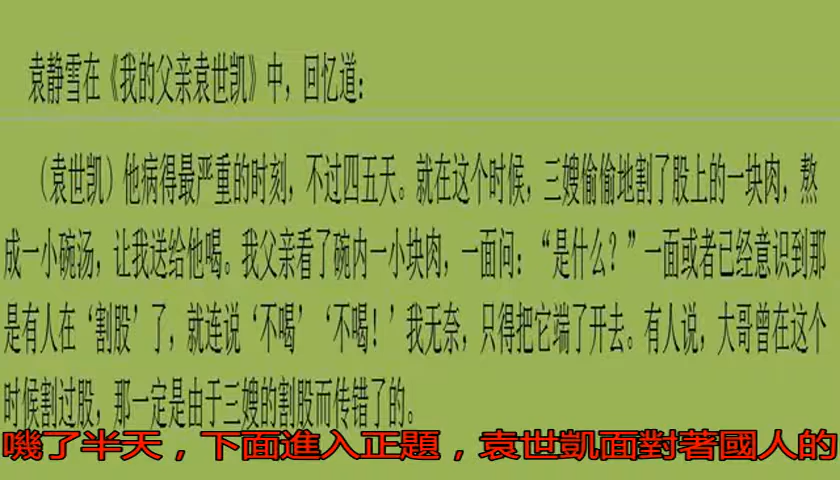 袁静雪在《我的父亲袁世凯》中，回忆道：
（袁世凯）他病得最严重的时刻，不过四五天。就在这个时候，三嫂偷偷地割了股上的一块肉，熬
成一小碗汤，让我送给他喝。我父亲看了碗内一小块肉，一面问：“是什么？”一面或者已经意识到那
是有人在‘割股’了，就连说‘不喝’‘不喝！’我无奈，只得把它端了开去。有人说，大哥曾在这个
时候割过股，那一定是由于三嫂的割股而传错了的。
嘰了半天，下面進入正題，袁世凱面對著國人的